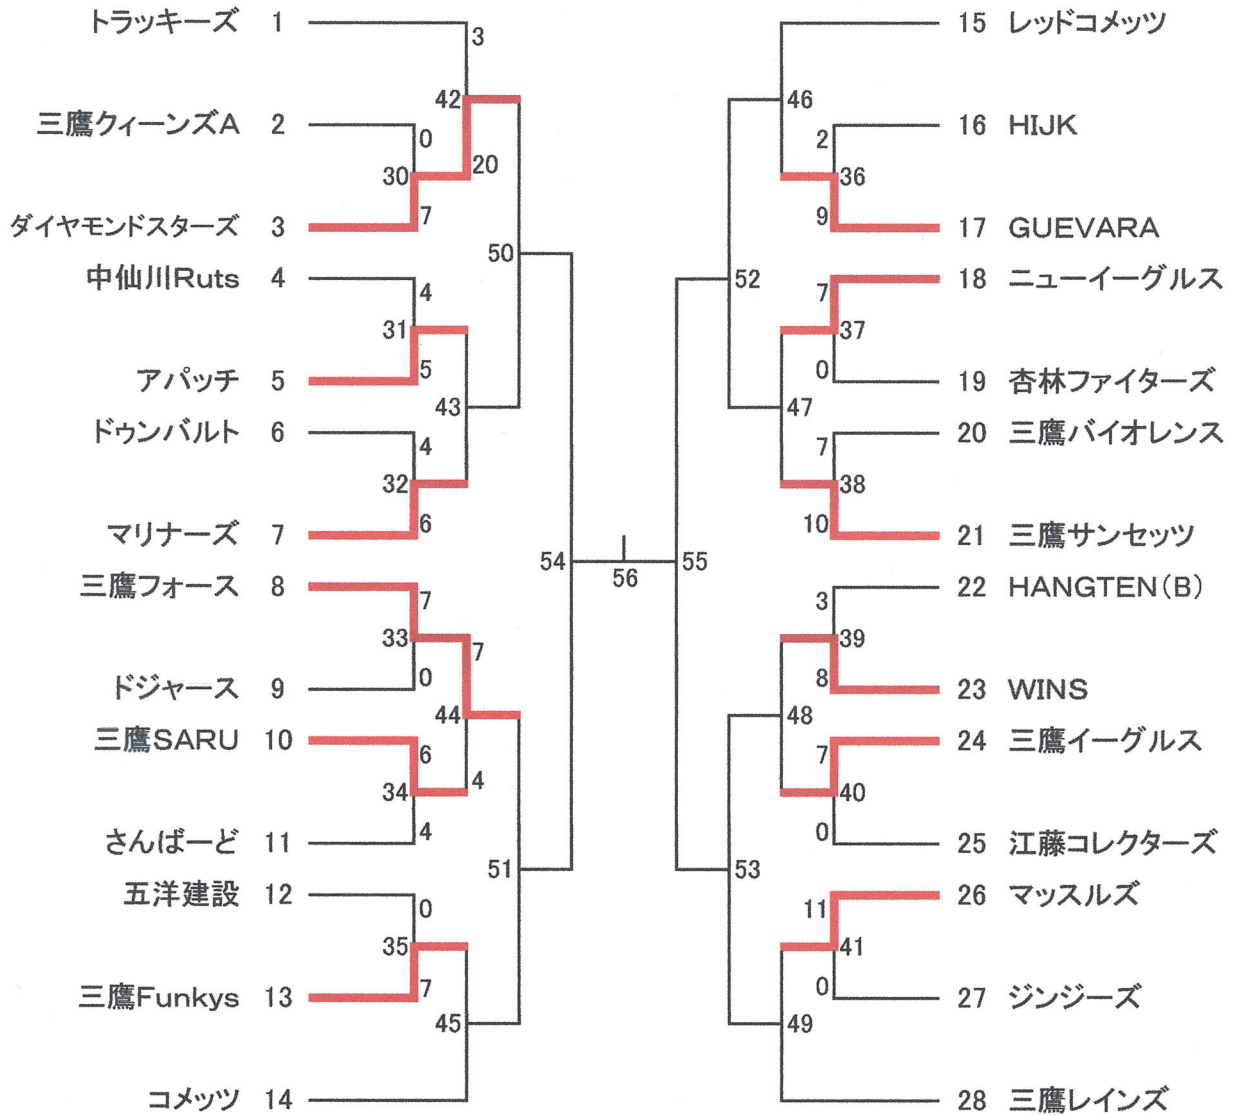 トラッキーズ 1
3
42
三鷹クィーンズA 2
0
30
20
ダイヤモンドスターズ 3
7
50
中仙川Ruts 4
4
31
アパッチ 5
5
43
ドゥンバルト 6
4
32
マリナーズ 7
6
54
三鷹フォース 8
7
33
7
ドジャース 9
0
44
三鷹SARU 10
6
34
4
さんばーど 11
4
51
五洋建設 12
0
35
三鷹Funkys 13
7
45
コメッツ 14
56
15 レッドコメッツ
46
16 HIJK
2
36
17 GUEVARA
9
52
18 ニューイーグルス
7
37
19 杏林ファイターズ
0
47
20 三鷹バイオレンス
7
38
21 三鷹サンセッツ
10
55
22 HANGTEN(B)
3
39
23 WINS
8
48
24 三鷹イーグルス
7
40
25 江藤コレクターズ
0
53
26 マッスルズ
11
41
27 ジンジーズ
0
49
28 三鷹レインズ